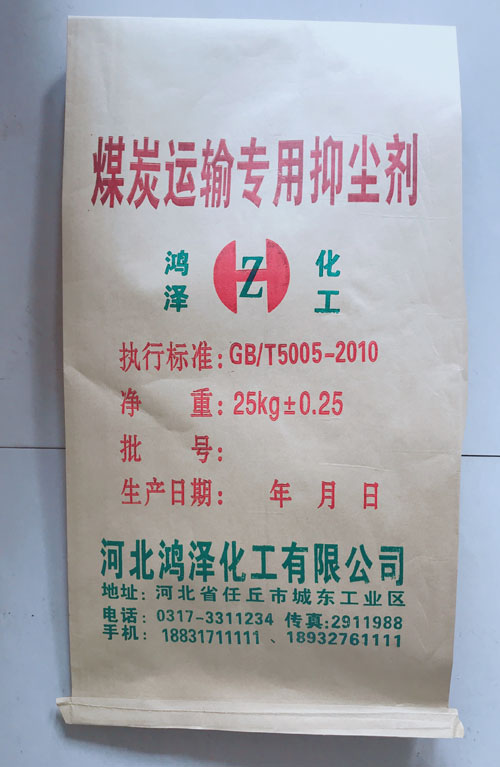 煤炭运输专用抑尘剂
鸿泽 HZ 化工
执行标准: GB/T5005-2010
净 重: 25kg±0.25
批 号:
生产日期: 年 月 日
河北鸿泽化工有限公司
地址: 河北省任丘市城东工业区
电话: 0317-3311234 传真:2911988
手机: 18831711111 、18932761111